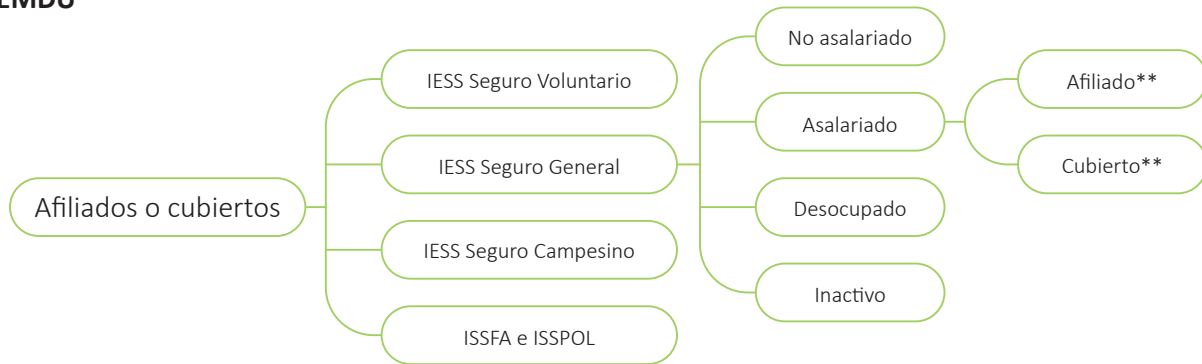 EMDU
Afiliados o cubiertos
IESS Seguro Voluntario
IESS Seguro General
IESS Seguro Campesino
ISSFA e ISSPOL
No asalariado
Asalariado
Desocupado
Inactivo
Afiliado**
Cubierto**